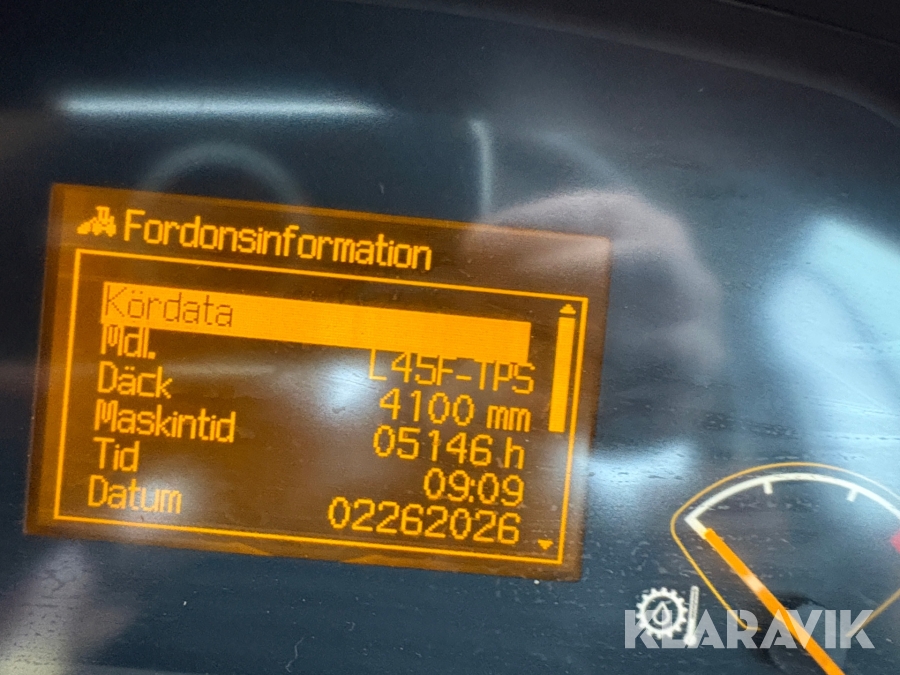 Fordonsinformation
Kördata
Mdl. L45F-TPS
Däck 4100 mm
Maskintid 05146 h
Tid 09:09
Datum 02262026
KLARAVIK